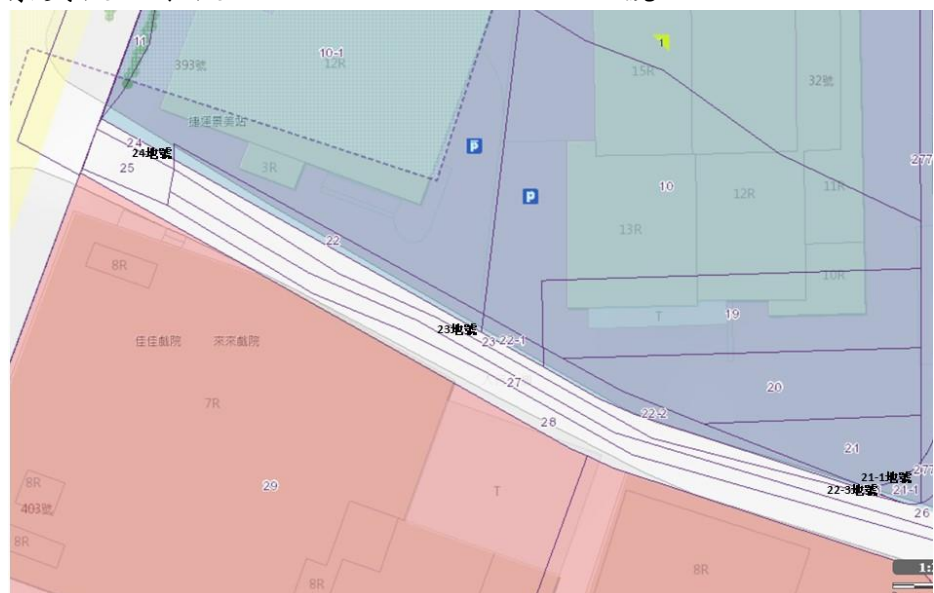 11
393號
10-1
12R
1
15R
32號
捷運景美站
24
24地號
25
3R
P
P
277
10
12R
11R
13R
22
10R
8R
19
T
23地號
23
22-1
佳佳戲院
來來戲院
27
20
7R
28
22-2
21
277
21-1地號
22-3地號
21-1
29
T
26
8R
403號
8R
8R
8R